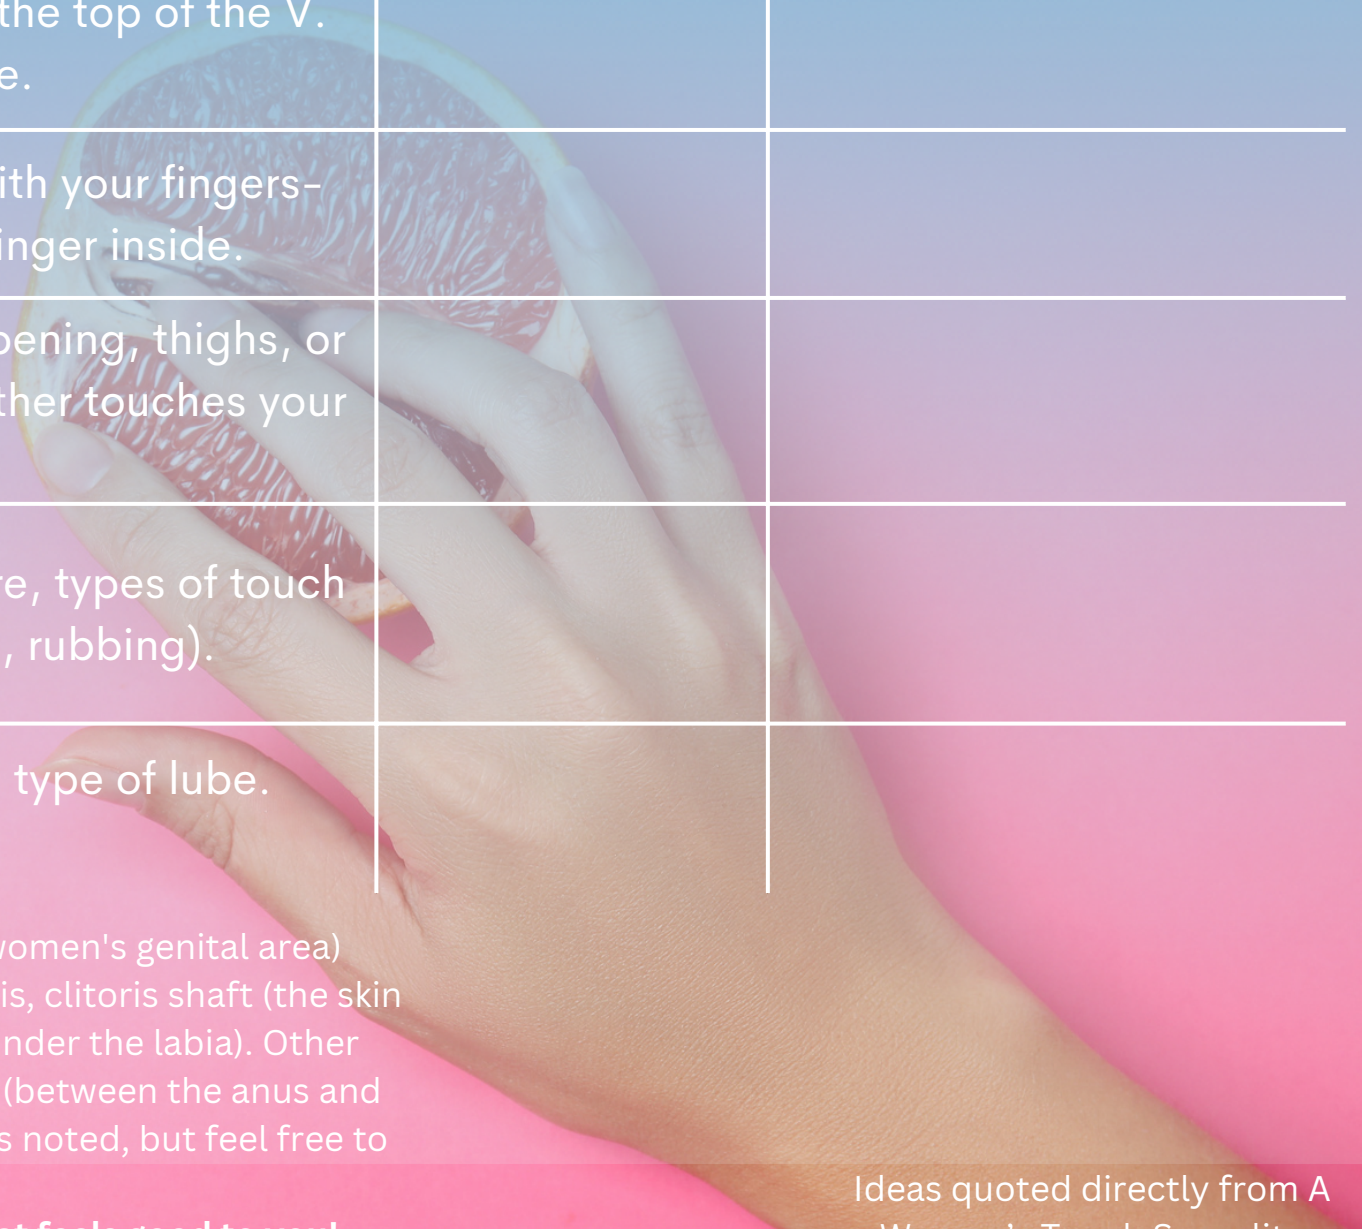 the top of the V.
e.
ith your fingers-
inger inside.
pening, thighs, or
ther touches your
re, types of touch
, rubbing).
type of lube.
women's genital area)
is, clitoris shaft (the skin
nder the labia). Other
(between the anus and
s noted, but feel free to
Ideas quoted directly from A